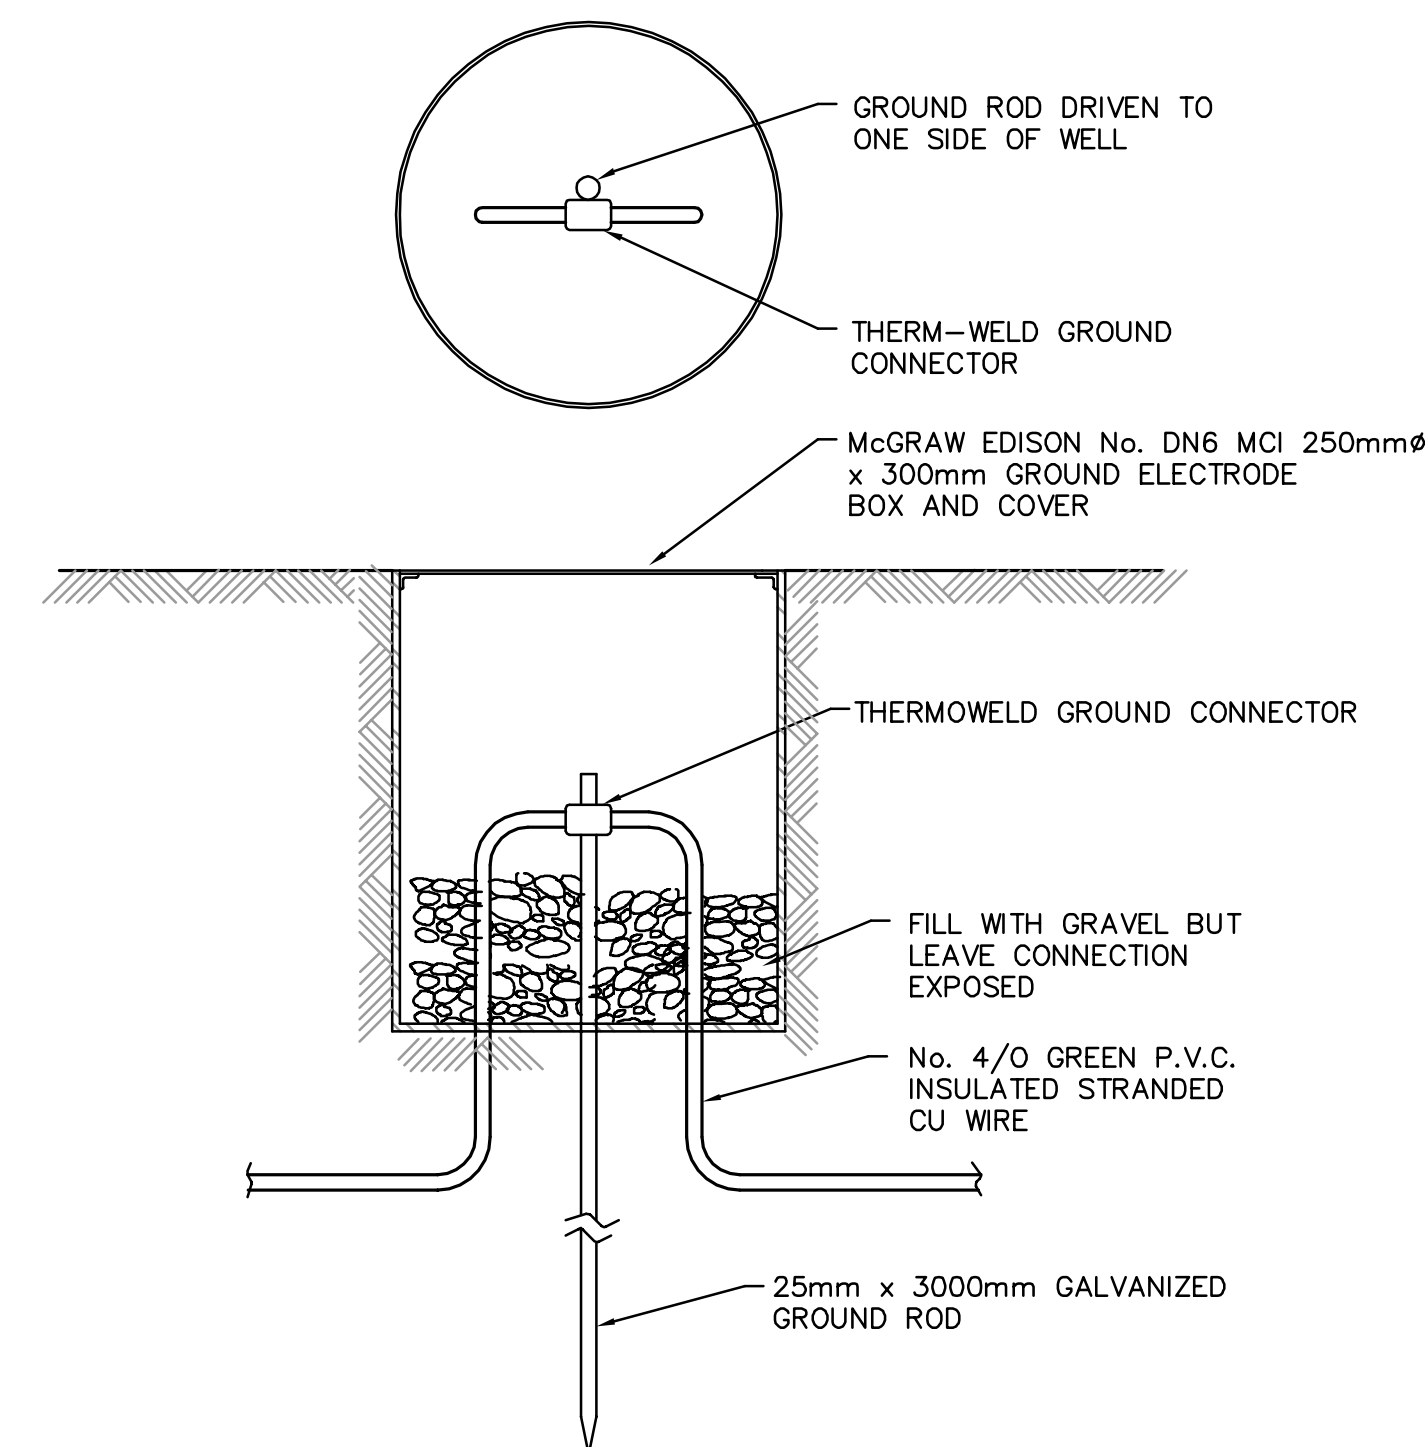 GROUND ROD DRIVEN TO
ONE SIDE OF WELL
THERM-WELD GROUND
CONNECTOR
McGRAW EDISON No. DN6 MCI 250mmø
x 300mm GROUND ELECTRODE
BOX AND COVER
THERMOWELD GROUND CONNECTOR
FILL WITH GRAVEL BUT
LEAVE CONNECTION
EXPOSED
No. 4/0 GREEN P.V.C.
INSULATED STRANDED
CU WIRE
25mm x 3000mm GALVANIZED
GROUND ROD